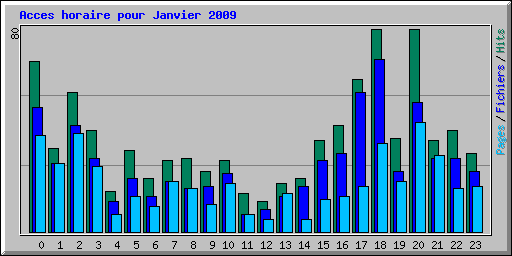 Acces horaire pour Janvier 2009
80
Pages / Fichiers / Hits
0 1 2 3 4 5 6 7 8 9 10 11 12 13 14 15 16 17 18 19 20 21 22 23